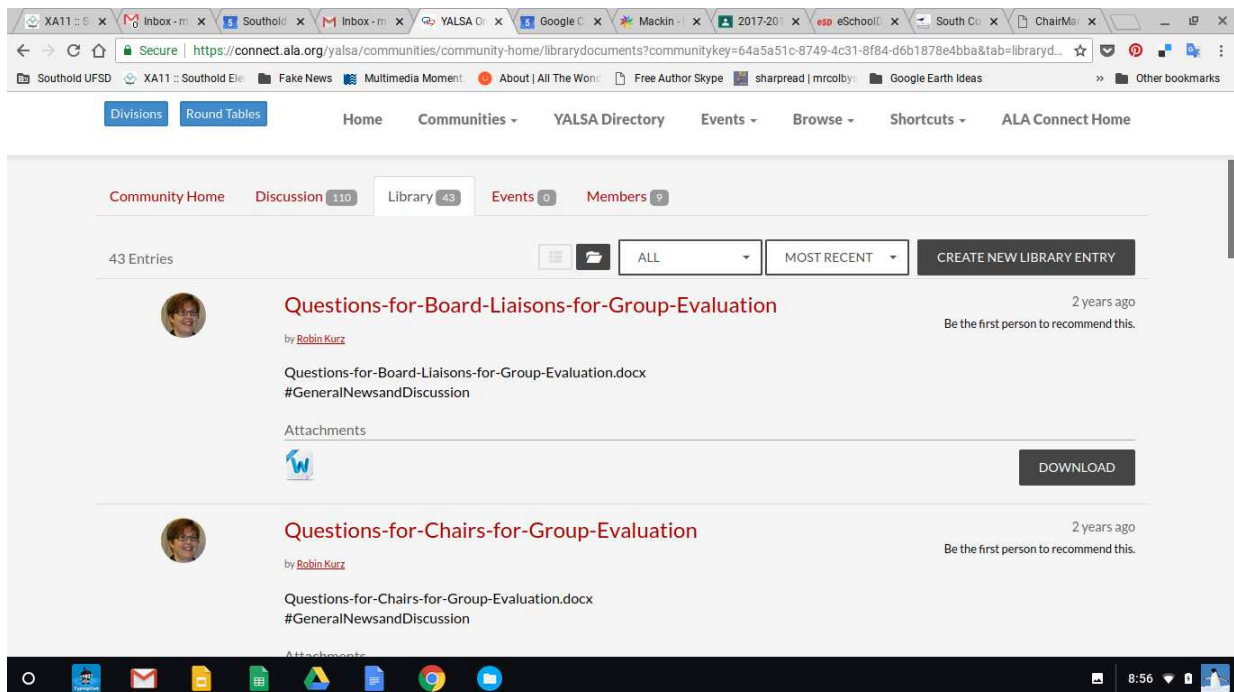 XA11 :: S
Inbox - m
Southold
Inbox - m
YALSA Or
Google C
Mackin -
2017-201
eSchoolD
South Co
ChairMa
Secure | https://connect.ala.org/yalsa/communities/community-home/librarydocuments?communitykey=64a5a51c-8749-4c31-8f84-d6b1878e4bba&tab=libraryd...
Southold UFSD
XA11 :: Southold Ele
Fake News
Multimedia Moment
About | All The Wond
Free Author Skype
sharpread | mrcolbys
Google Earth Ideas
»
Other bookmarks
Divisions
Round Tables
Home
Communities
YALSA Directory
Events
Browse
Shortcuts
ALA Connect Home
Community Home
Discussion 110
Library 43
Events 0
Members 9
43 Entries
ALL
MOST RECENT
CREATE NEW LIBRARY ENTRY
Questions-for-Board-Liaisons-for-Group-Evaluation
2 years ago
Be the first person to recommend this.
by Robin Kurz
Questions-for-Board-Liaisons-for-Group-Evaluation.docx
#GeneralNewsandDiscussion
Attachments
W
DOWNLOAD
Questions-for-Chairs-for-Group-Evaluation
2 years ago
Be the first person to recommend this.
by Robin Kurz
Questions-for-Chairs-for-Group-Evaluation.docx
#GeneralNewsandDiscussion
Attachments
8:56